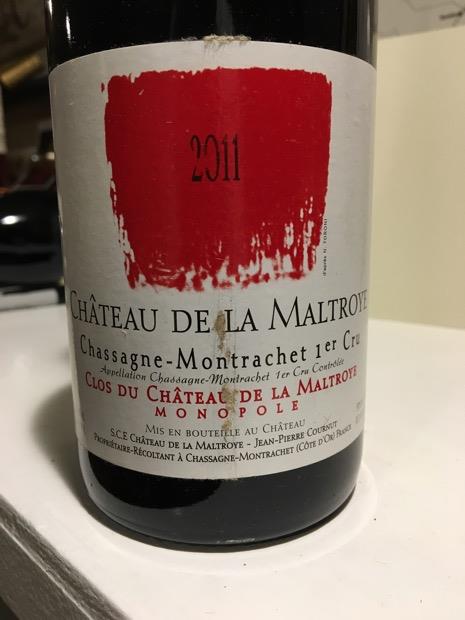 2011
d'après N. TORONI
CHÂTEAU DE LA MALTROYE
Chassagne-Montrachet 1er Cru
Appellation Chassagne-Montrachet 1er Cru Contrôlée
CLOS DU CHÂTEAU DE LA MALTROYE
MONOPOLE
MIS EN BOUTEILLE AU CHÂTEAU
S.C.E CHÂTEAU DE LA MALTROYE - JEAN-PIERRE COURNUT
PROPRIÉTAIRE-RÉCOLTANT À CHASSAGNE-MONTRACHET (CÔTE D'OR) FRANCE